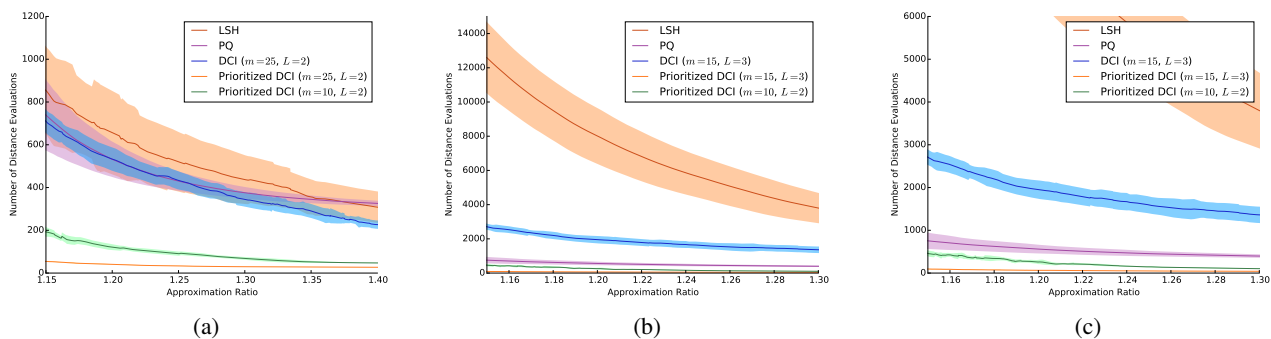 1200
1000
800
600
400
200
0
1.15
1.20
1.25
1.30
1.35
1.40
Number of Distance Evaluations
Approximation Ratio
LSH
PQ
DCI (m=25, L=2)
Prioritized DCI (m=25, L=2)
Prioritized DCI (m=10, L=2)
(a)
14000
12000
10000
8000
6000
4000
2000
0
1.16
1.18
1.20
1.22
1.24
1.26
1.28
1.30
Number of Distance Evaluations
Approximation Ratio
LSH
PQ
DCI (m=15, L=3)
Prioritized DCI (m=15, L=3)
Prioritized DCI (m=10, L=2)
(b)
6000
5000
4000
3000
2000
1000
0
1.16
1.18
1.20
1.22
1.24
1.26
1.28
1.30
Number of Distance Evaluations
Approximation Ratio
LSH
PQ
DCI (m=15, L=3)
Prioritized DCI (m=15, L=3)
Prioritized DCI (m=10, L=2)
(c)